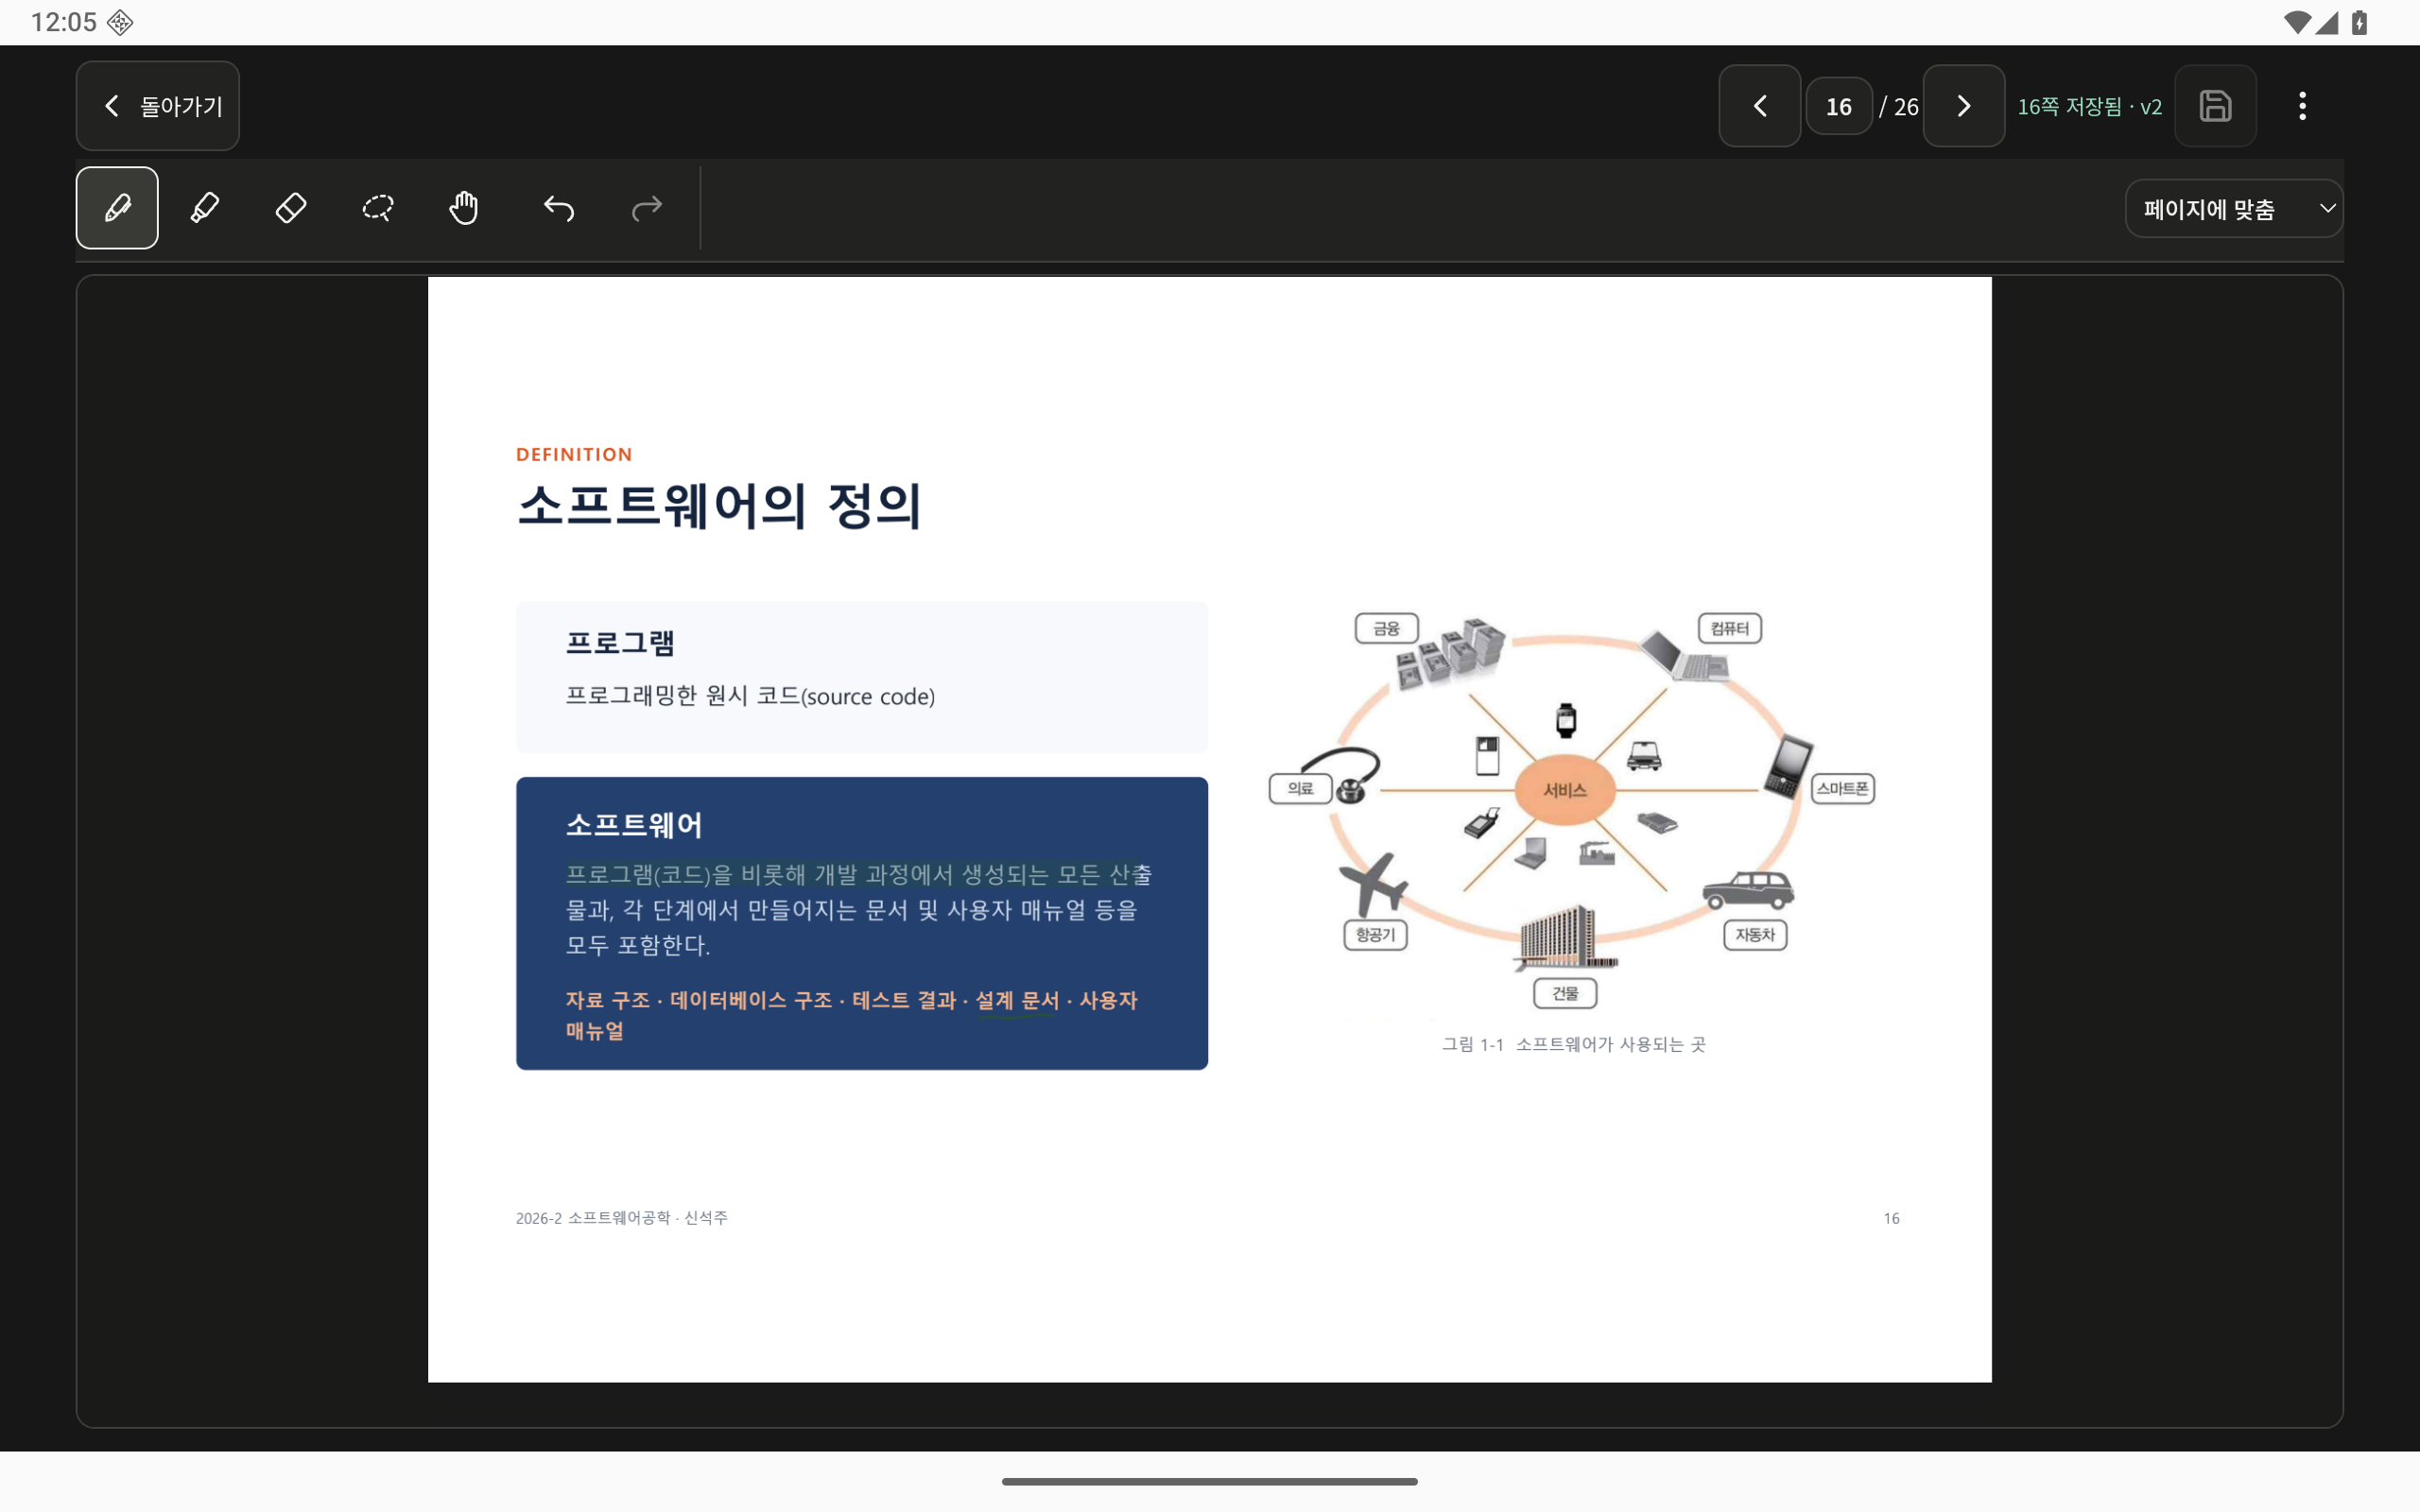 12:05
돌아가기
16 / 26
16쪽 저장됨 · v2
페이지에 맞춤
DEFINITION
소프트웨어의 정의
프로그램
프로그래밍한 원시 코드(source code)
소프트웨어
프로그램(코드)을 비롯해 개발 과정에서 생성되는 모든 산출
물과, 각 단계에서 만들어지는 문서 및 사용자 매뉴얼 등을
모두 포함한다.
자료 구조 · 데이터베이스 구조 · 테스트 결과 · 설계 문서 · 사용자
매뉴얼
금융
컴퓨터
의료
서비스
스마트폰
항공기
자동차
건물
그림 1-1 소프트웨어가 사용되는 곳
2026-2 소프트웨어공학 · 신석주
16